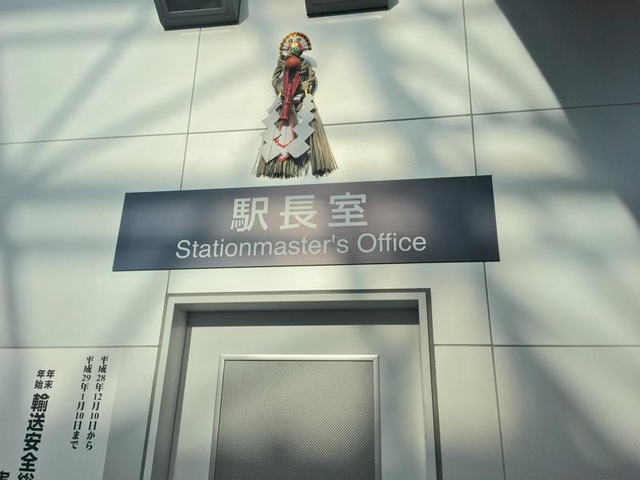 駅長室
Stationmaster's Office
平成28年12月10日から
平成29年1月10日まで
年末
年始
輸送安全総